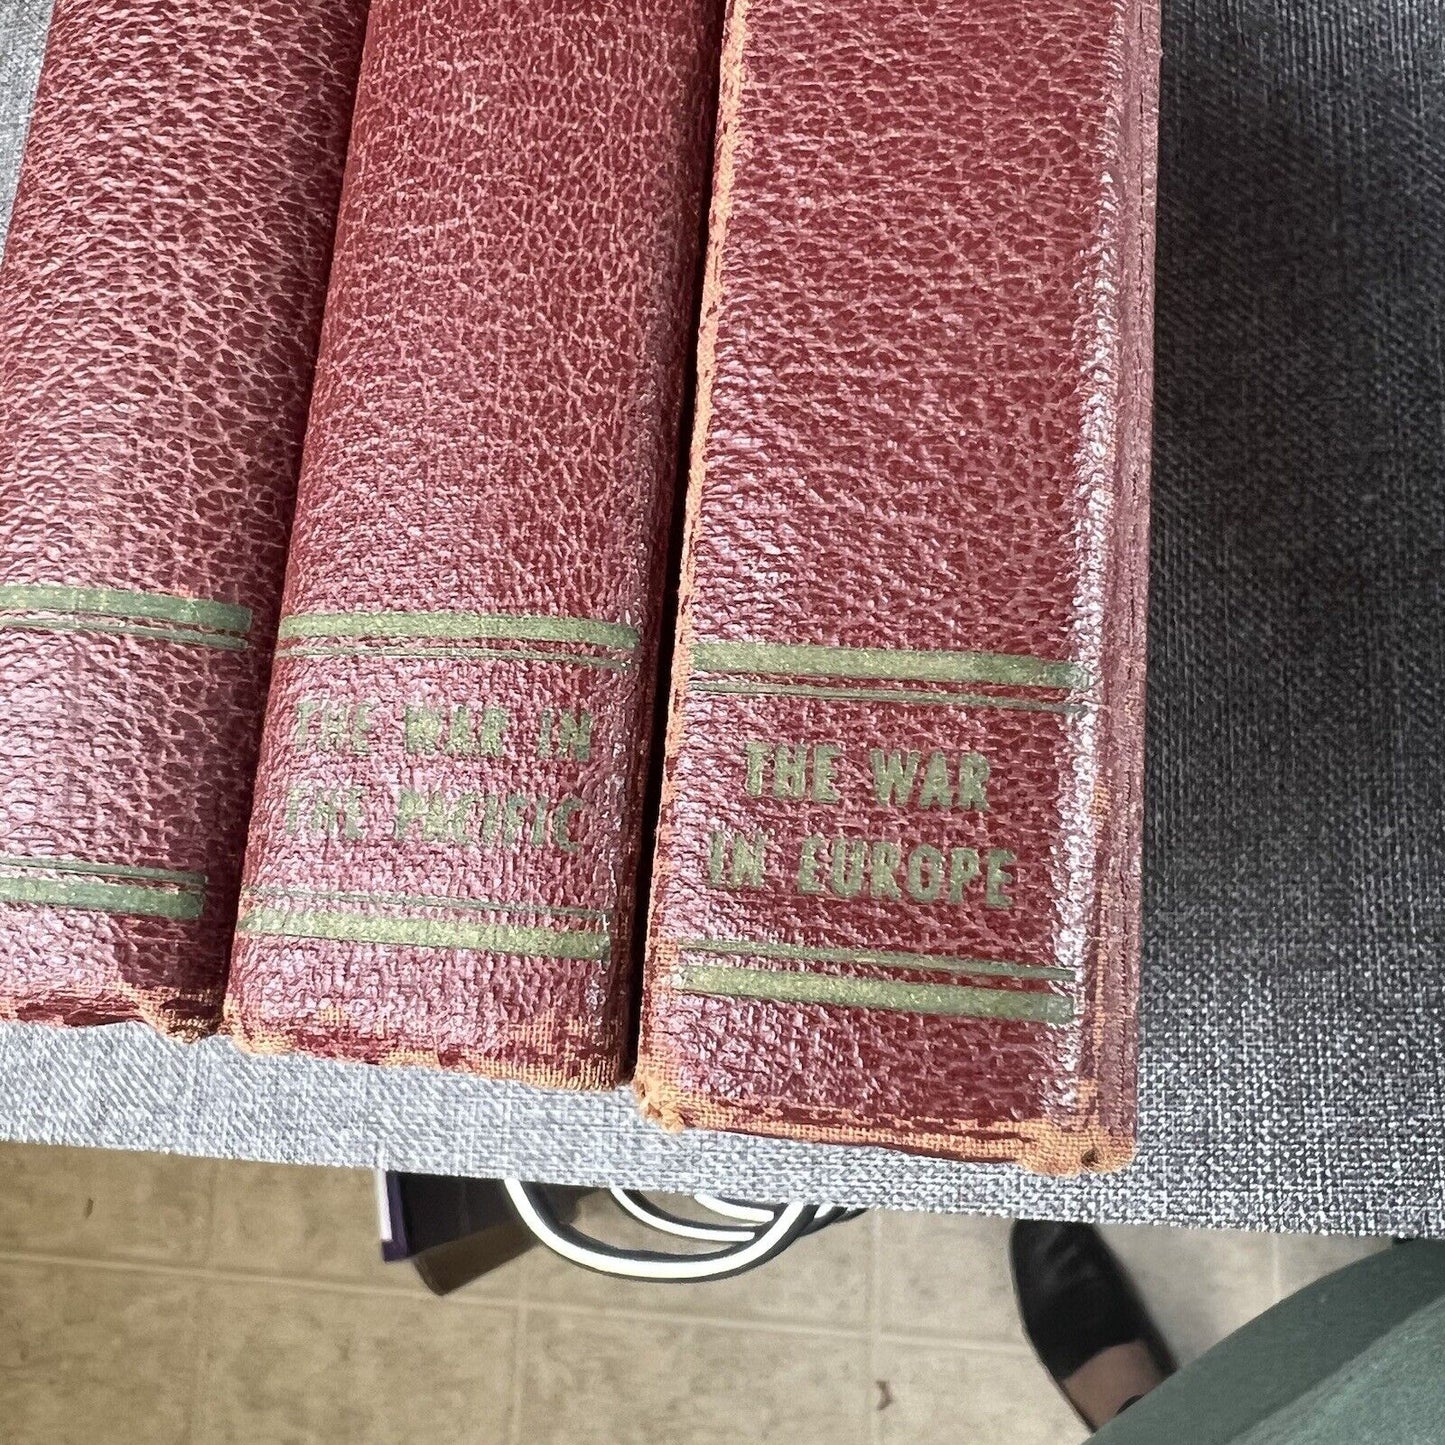 THE WAR IN
THE PACIFIC
THE WAR
IN EUROPE